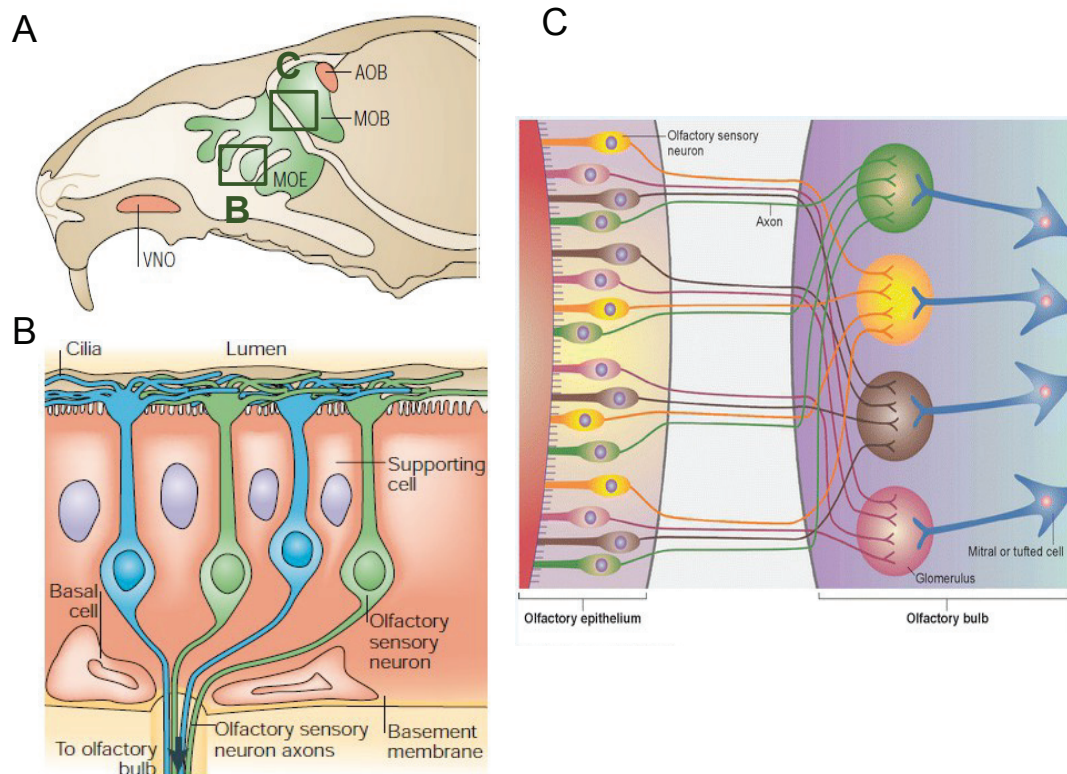 A
C
AOB
MOB
MOE
B
VNO
B
Cilia
Lumen
Supporting
cell
Basal
cell
Olfactory
sensory
neuron
Olfactory sensory
neuron axons
Basement
membrane
To olfactory
bulb
C
Olfactory sensory
neuron
Axon
Mitral or tufted cell
Glomerulus
Olfactory epithelium
Olfactory bulb